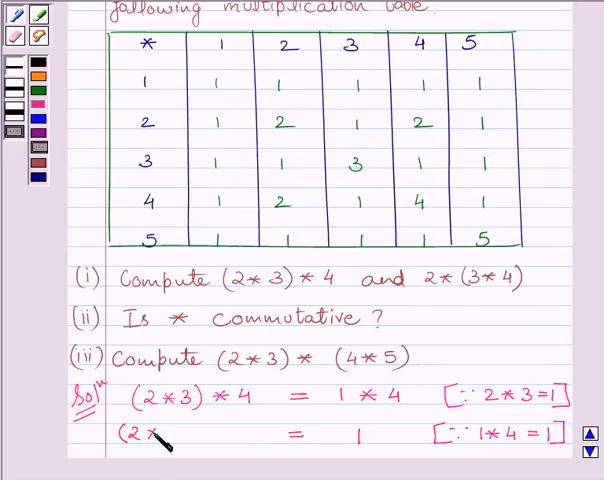 following multiplication table
* 1 2 3 4 5
1 1 1 1 1 1
2 1 2 1 2 1
3 1 1 3 1 1
4 1 2 1 4 1
5 1 1 1 1 5
(i) Compute (2*3)*4 and 2*(3*4)
(ii) Is * commutative?
(iii) Compute (2*3) * (4*5)
Solⁿ (2*3)*4 = 1*4 [∵ 2*3=1]
(2* = 1 [∵ 1*4=1]